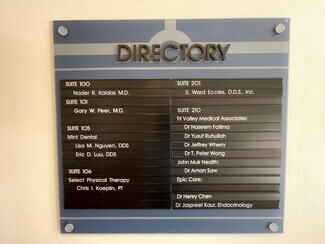 DIRECTORY
SUITE 100
Nader R. Kaldas M.D.
SUITE 101
Gary W. Peer, M.D.
SUITE 105
Mint Dental
Lisa M. Nguyen, DDS
Eric D. Luu, DDS
SUITE 106
Select Physical Therapy
Chris I. Koeplin, PT
SUITE 201
S. Ward Eccles, D.D.S., Inc.
SUITE 210
Tri Valley Medical Associates:
Dr Naseem Fatima
Dr Yusuf Ruhullah
Dr Jeffrey Wherry
Dr T. Peter Wong
John Muir Health:
Dr Aman Saw
Epic Care:
Dr Henry Chen
Dr Jaspreet Kaur, Endocrinology